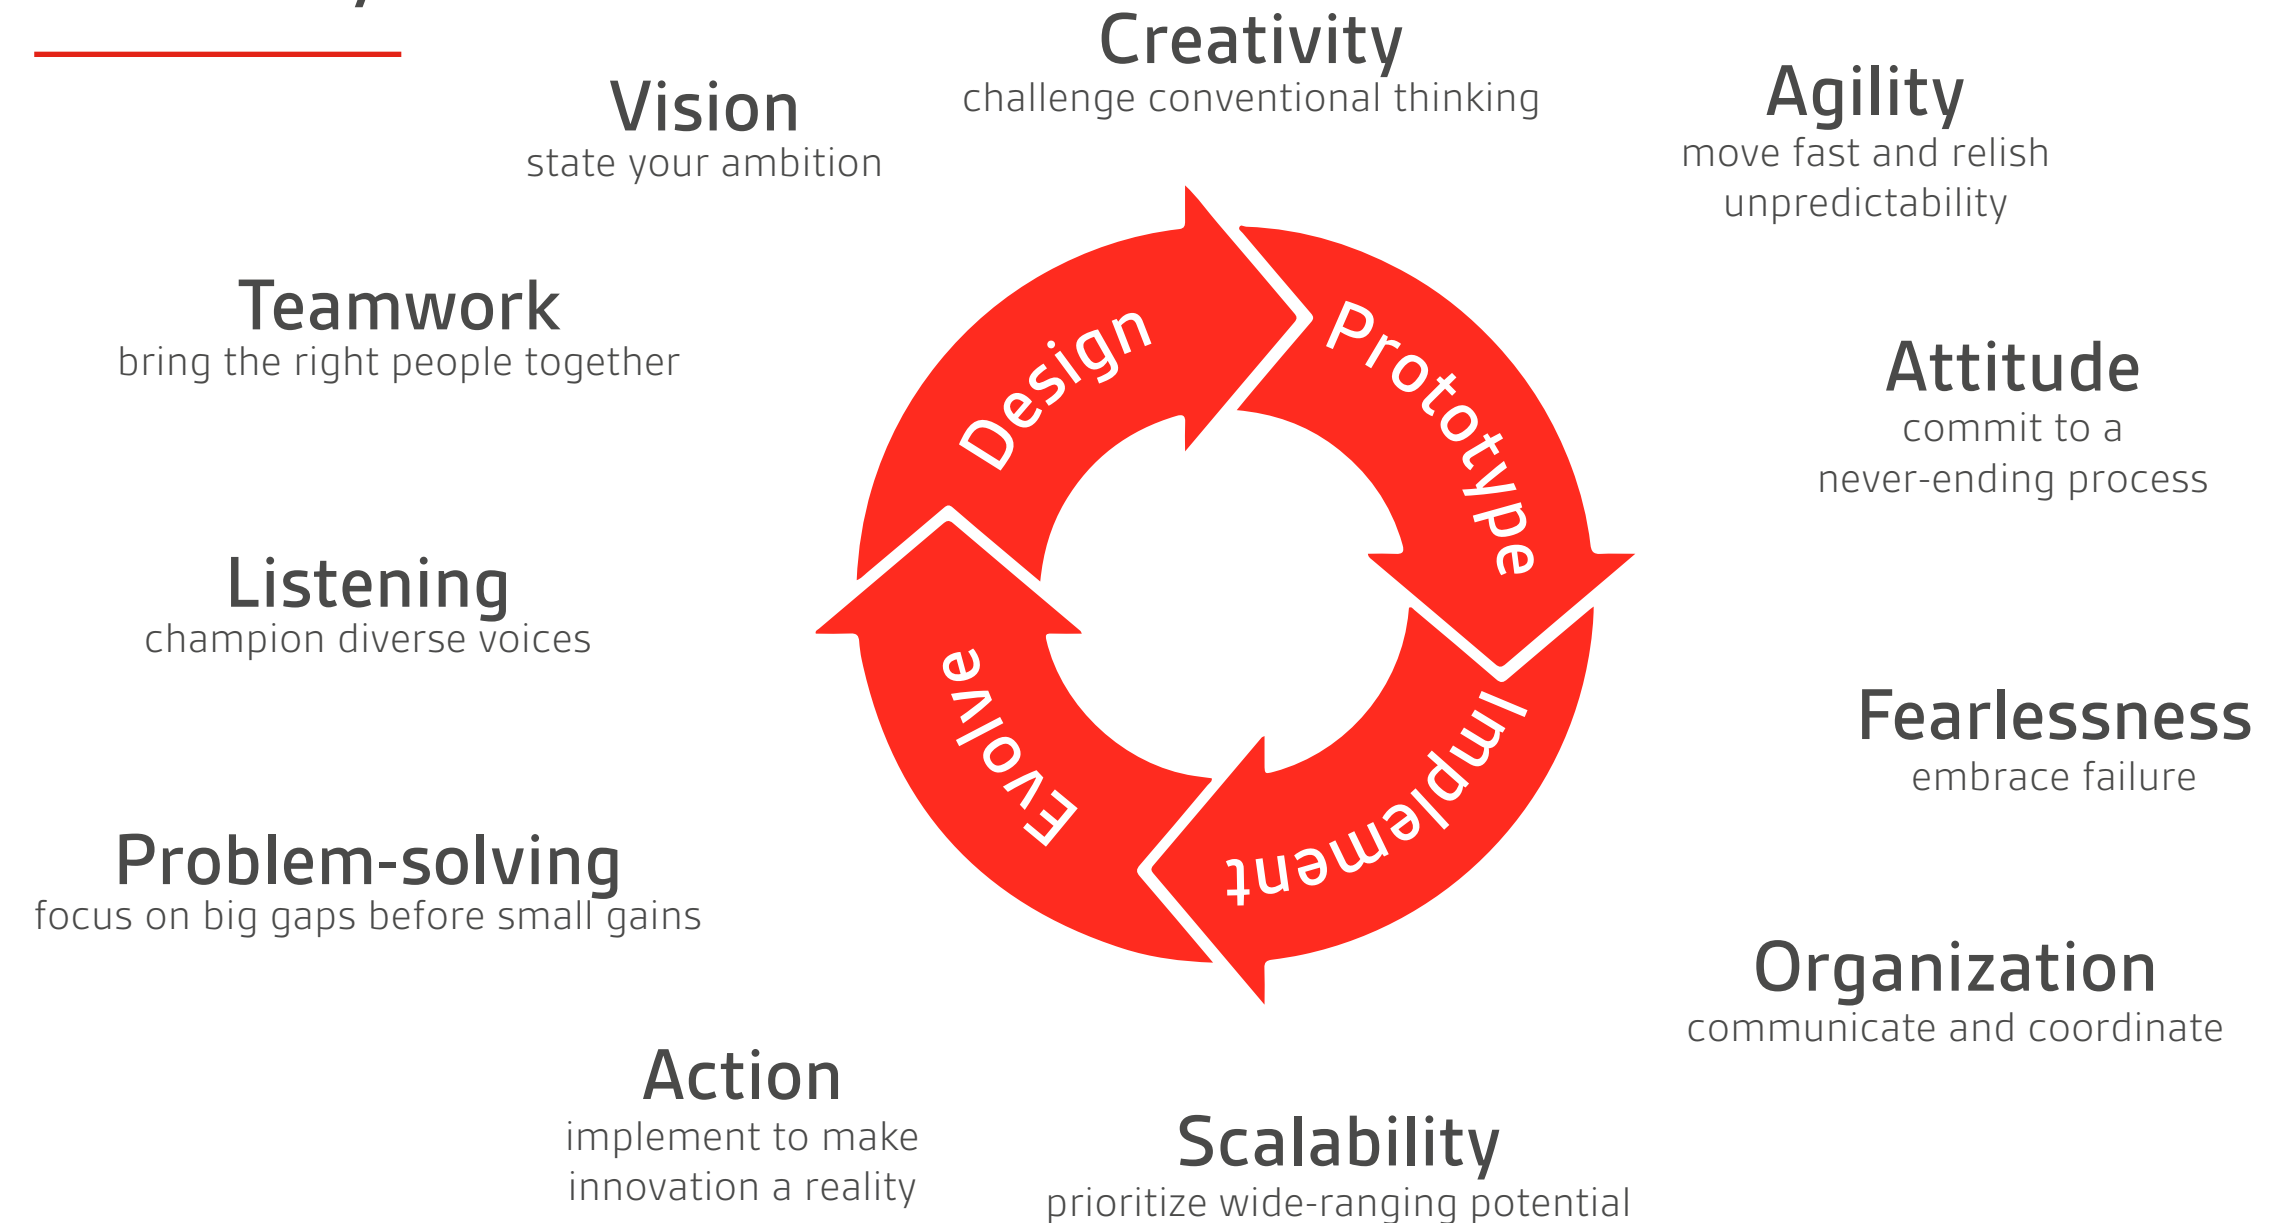 Creativity
challenge conventional thinking
Vision
state your ambition
Agility
move fast and relish
unpredictability
Teamwork
bring the right people together
Attitude
commit to a
never-ending process
Listening
champion diverse voices
Fearlessness
embrace failure
Problem-solving
focus on big gaps before small gains
Organization
communicate and coordinate
Action
implement to make
innovation a reality
Scalability
prioritize wide-ranging potential
Design
Prototype
Implement
Evolve